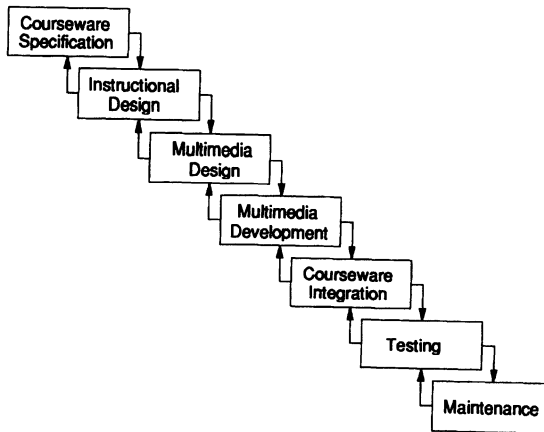 Courseware
Specification
Instructional
Design
Multimedia
Design
Multimedia
Development
Courseware
Integration
Testing
Maintenance